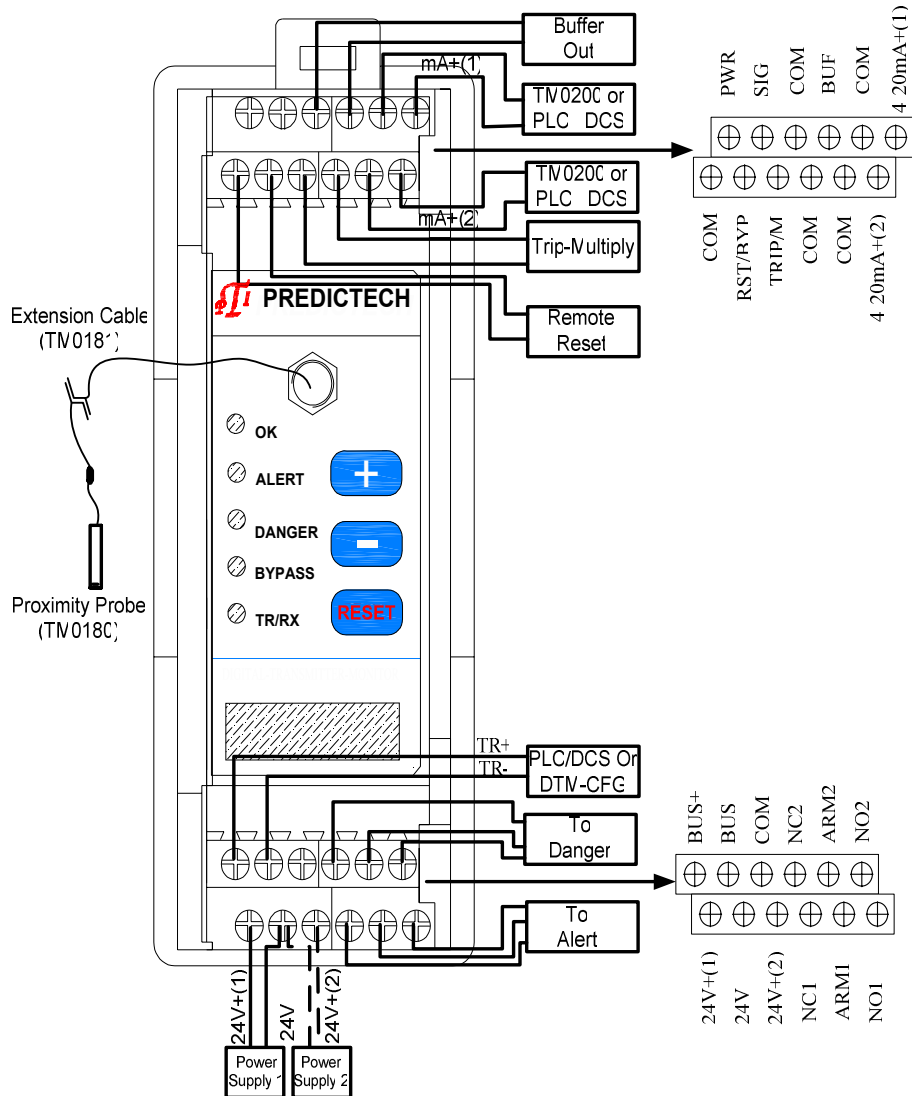 Buffer
Out
mA+(1)
TM0200 or
PLC DCS
TM0200 or
PLC DCS
mA+(2)
Trip-Multiply
Remote
Reset
PWR
SIG
COM
BUF
COM
4 20mA+(1)
COM
RST/BYP
TRIP/M
COM
COM
4 20mA+(2)
PREDICTECH
Extension Cable
(TM0181)
OK
ALERT
+
DANGER
-
BYPASS
TR/RX
RESET
Proximity Probe
(TM0180)
TR+
TR-
PLC/DCS Or
DTM-CFG
To
Danger
To
Alert
BUS+
BUS
COM
NC2
ARM2
NO2
24V+(1)
24V
24V+(2)
NC1
ARM1
NO1
24V+(1)
24V
24V+(2)
Power
Supply 1
Power
Supply 2